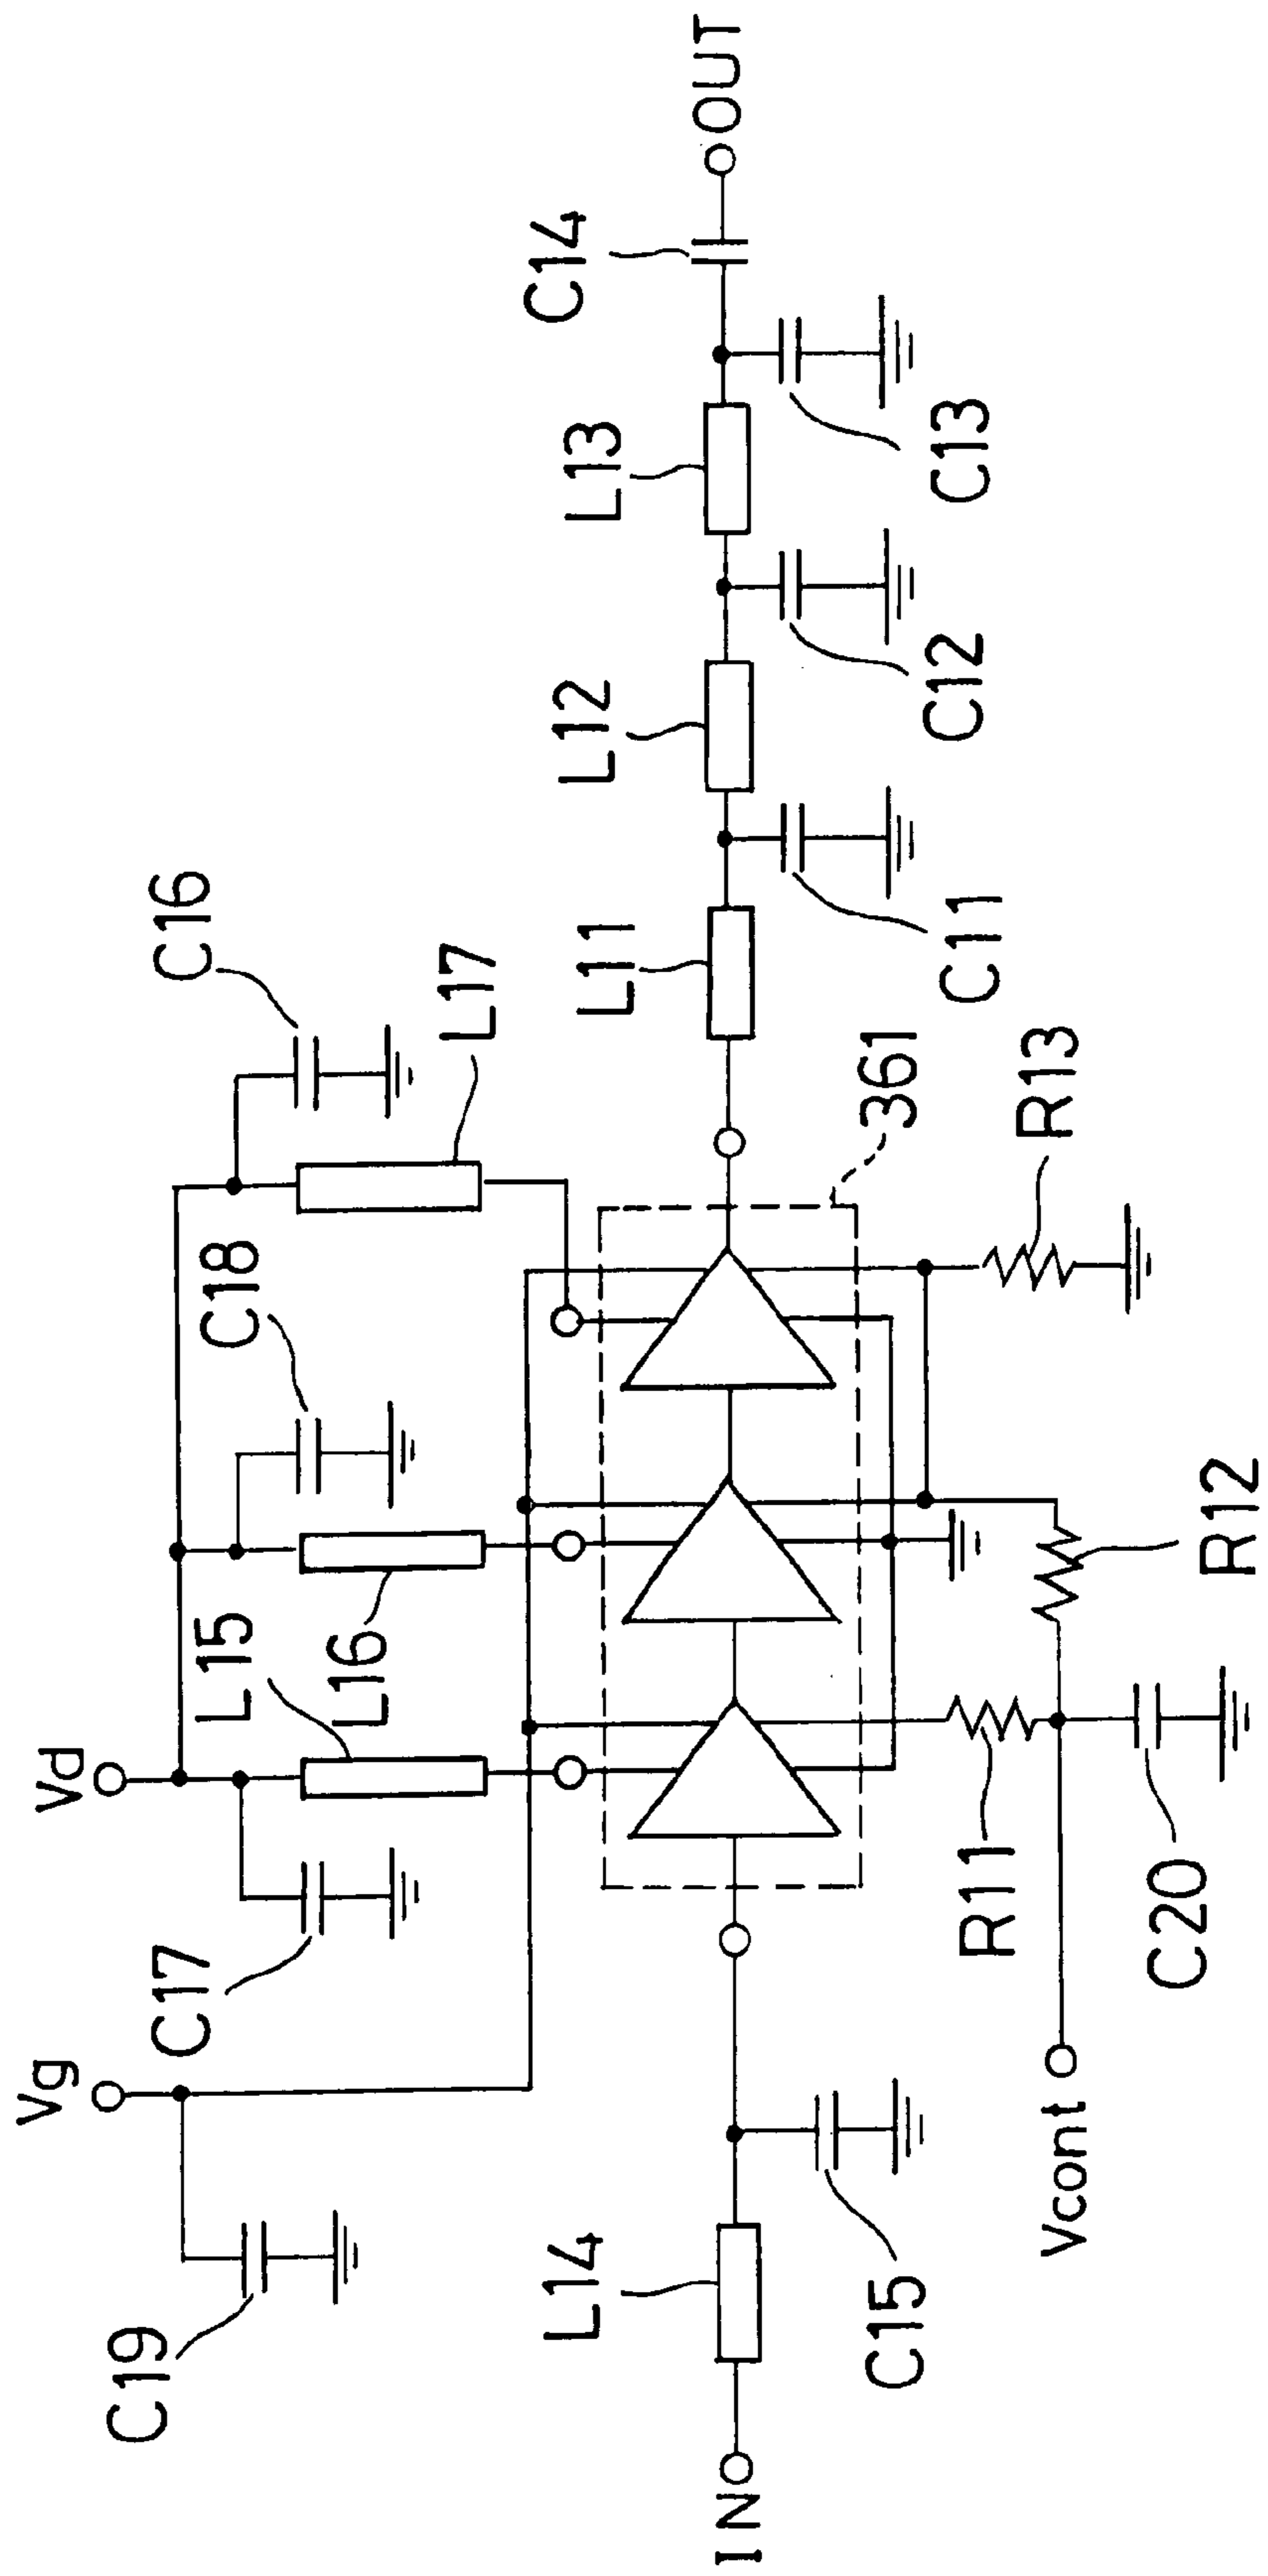 Vg
Vd
C19
C17
L15
L16
C18
C16
L17
IN
L14
C15
361
L11
L12
L13
C14
OUT
C11
C12
C13
Vcont
R11
C20
R12
R13